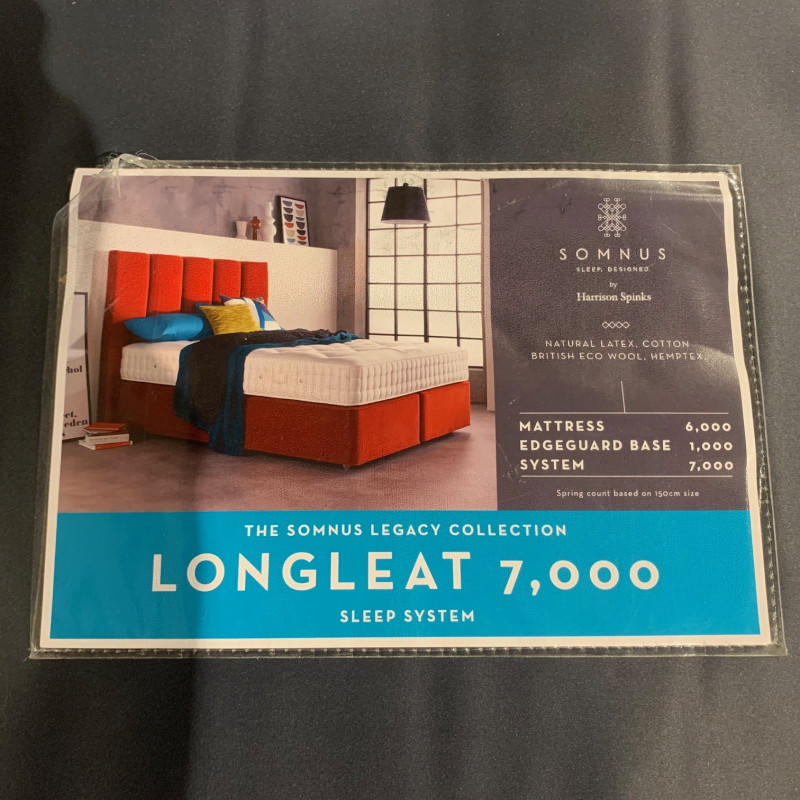 SOMNUS
SLEEP. DESIGNED.
by
Harrison Spinks
NATURAL LATEX, COTTON
BRITISH ECO WOOL, HEMPTEX,
MATTRESS 6,000
EDGEGUARD BASE 1,000
SYSTEM 7,000
Spring count based on 150cm size
THE SOMNUS LEGACY COLLECTION
LONGLEAT 7,000
SLEEP SYSTEM